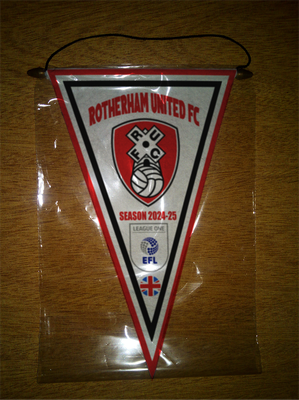 ROTHERHAM UNITED FC
R U
F C
SEASON 2024-25
LEAGUE ONE
EFL